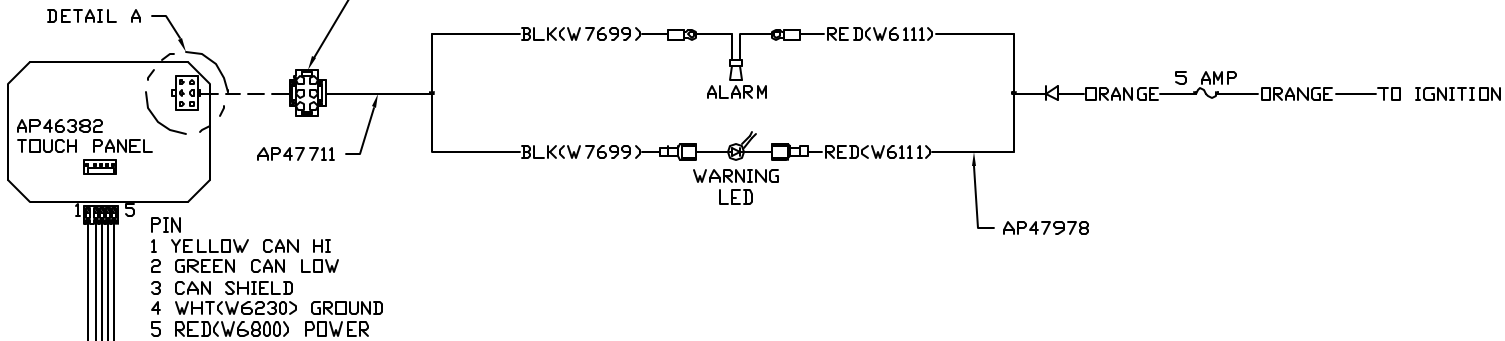 DETAIL A
BLK(W7699)
RED(W6111)
ALARM
5 AMP
ORANGE
ORANGE
TO IGNITION
AP46382
TOUCH PANEL
AP47711
BLK(W7699)
RED(W6111)
WARNING
LED
AP47978
1
5
PIN
1 YELLOW CAN HI
2 GREEN CAN LOW
3 CAN SHIELD
4 WHT(W6230) GROUND
5 RED(W6800) POWER